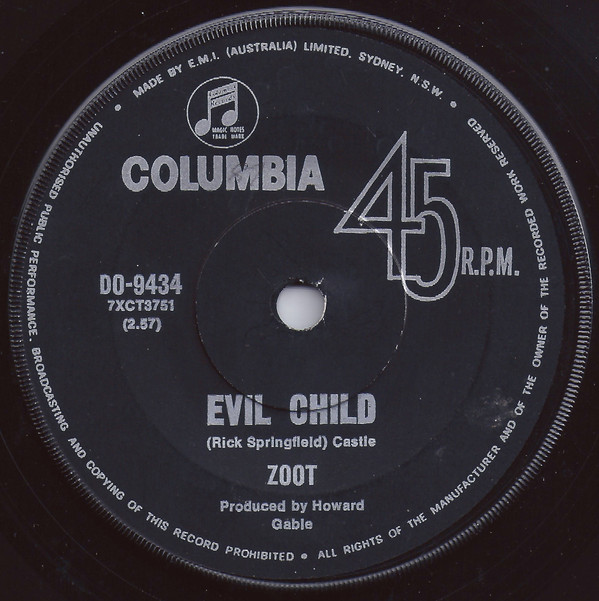 MADE BY E.M.I. (AUSTRALIA) LIMITED, SYDNEY, N.S.W.
MAGIC NOTES
TRADE MARK
COLUMBIA
45
R.P.M.
DO-9434
7XCT3751
(2.57)
EVIL CHILD
(Rick Springfield) Castle
ZOOT
Produced by Howard
Gable
UNAUTHORISED PUBLIC PERFORMANCE, BROADCASTING AND COPYING OF THIS RECORD PROHIBITED • ALL RIGHTS OF THE MANUFACTURER AND OF THE OWNER OF THE RECORDED WORK RESERVED